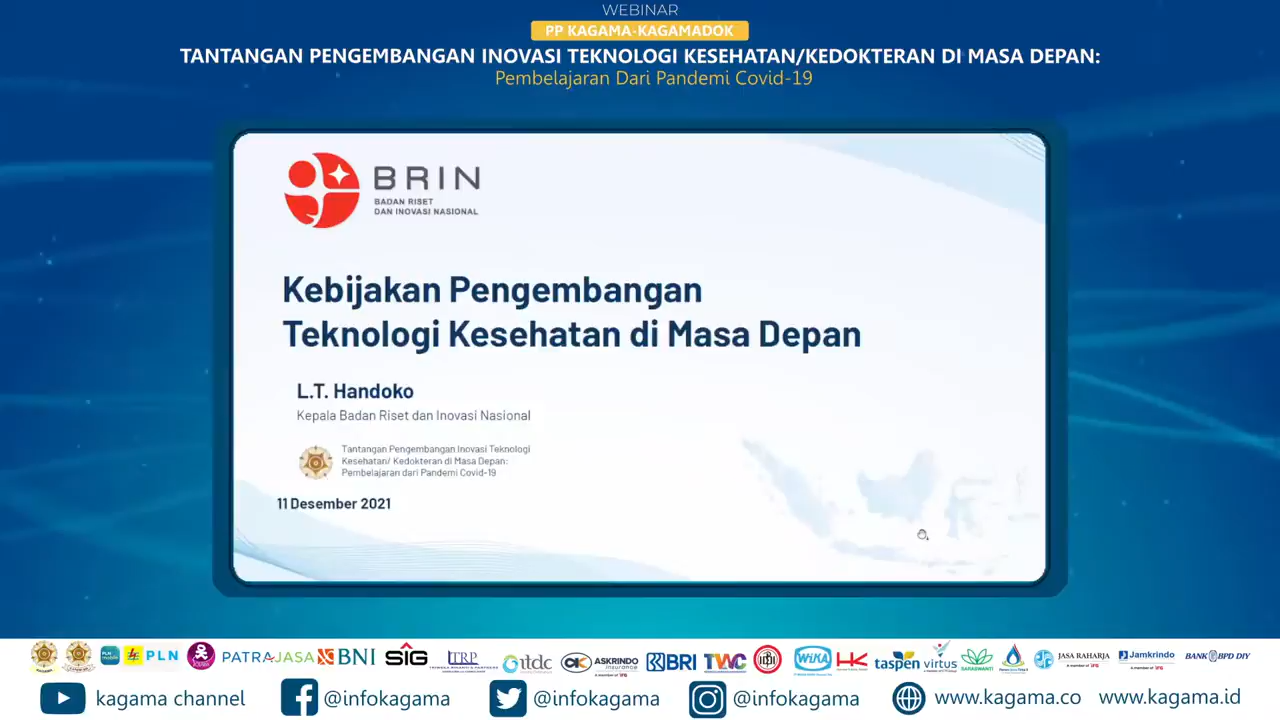 WEBINAR
PP KAGAMA-KAGAMADOK
TANTANGAN PENGEMBANGAN INOVASI TEKNOLOGI KESEHATAN/KEDOKTERAN DI MASA DEPAN:
Pembelajaran Dari Pandemi Covid-19
BRIN
BADAN RISET
DAN INOVASI NASIONAL
Kebijakan Pengembangan
Teknologi Kesehatan di Masa Depan
L.T. Handoko
Kepala Badan Riset dan Inovasi Nasional
Tantangan Pengembangan Inovasi Teknologi
Kesehatan/ Kedokteran di Masa Depan:
Pembelajaran dari Pandemi Covid-19
11 Desember 2021
PLN PATRA JASA BNI SIG TRP itdc ASKRINDO insurance BRI TWC WIKA HK taspen virtus SARASWANTI JASA RAHARJA Jamkrindo BANK BPD DIY
kagama channel @infokagama @infokagama @infokagama www.kagama.co www.kagama.id